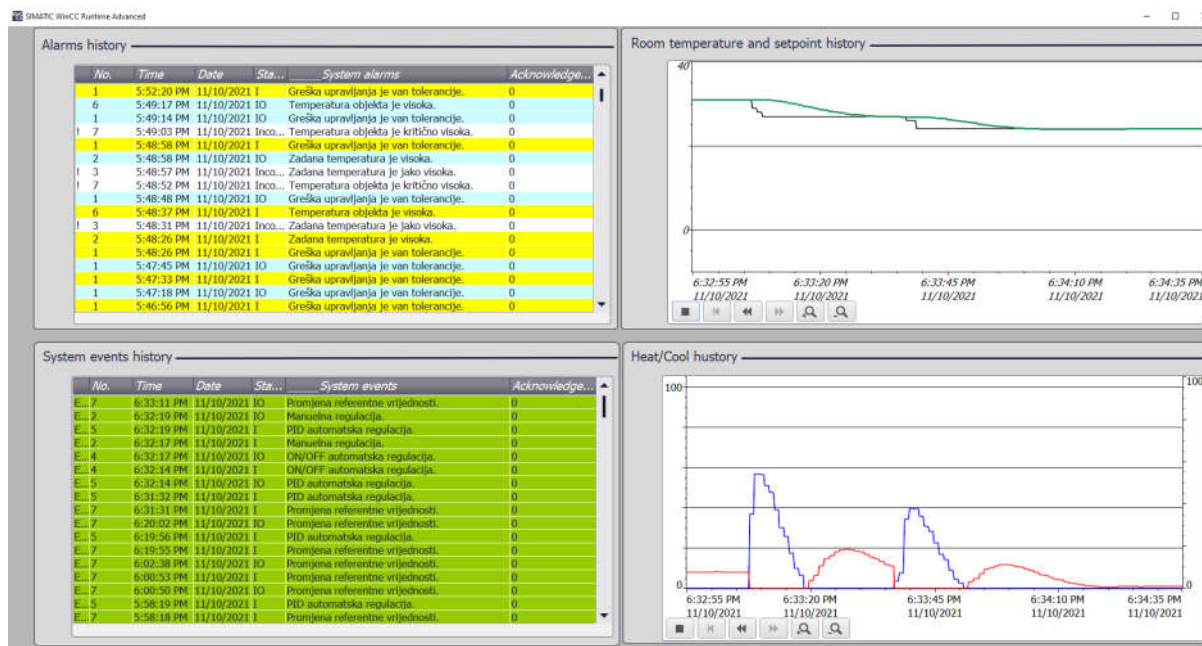 SIMATIC WinCC Runtime Advanced
Alarms history
No. Time Date Sta... _____System alarms Acknowledge...
1 5:52:20 PM 11/10/2021 I Greška upravljanja je van tolerancije. 0
6 5:49:17 PM 11/10/2021 IO Temperatura objekta je visoka. 0
1 5:49:14 PM 11/10/2021 IO Greška upravljanja je van tolerancije. 0
! 7 5:49:03 PM 11/10/2021 Inco... Temperatura objekta je kritično visoka. 0
1 5:48:58 PM 11/10/2021 I Greška upravljanja je van tolerancije. 0
2 5:48:58 PM 11/10/2021 IO Zadana temperatura je visoka. 0
! 3 5:48:57 PM 11/10/2021 Inco... Zadana temperatura je jako visoka. 0
! 7 5:48:52 PM 11/10/2021 Inco... Temperatura objekta je kritično visoka. 0
1 5:48:48 PM 11/10/2021 IO Greška upravljanja je van tolerancije. 0
6 5:48:37 PM 11/10/2021 I Temperatura objekta je visoka. 0
! 3 5:48:31 PM 11/10/2021 Inco... Zadana temperatura je jako visoka. 0
2 5:48:26 PM 11/10/2021 I Zadana temperatura je visoka. 0
1 5:48:26 PM 11/10/2021 I Greška upravljanja je van tolerancije. 0
1 5:47:45 PM 11/10/2021 IO Greška upravljanja je van tolerancije. 0
1 5:47:33 PM 11/10/2021 I Greška upravljanja je van tolerancije. 0
1 5:47:18 PM 11/10/2021 IO Greška upravljanja je van tolerancije. 0
1 5:46:56 PM 11/10/2021 I Greška upravljanja je van tolerancije. 0
Room temperature and setpoint history
40
0
6:32:55 PM 6:33:20 PM 6:33:45 PM 6:34:10 PM 6:34:35 PM
11/10/2021 11/10/2021 11/10/2021 11/10/2021 11/10/2021
System events history
No. Time Date Sta... _____System events Acknowledge...
E... 7 6:33:11 PM 11/10/2021 IO Promjena referentne vrijednosti. 0
E... 2 6:32:19 PM 11/10/2021 IO Manuelna regulacija. 0
E... 5 6:32:19 PM 11/10/2021 I PID automatska regulacija. 0
E... 2 6:32:17 PM 11/10/2021 I Manuelna regulacija. 0
E... 4 6:32:17 PM 11/10/2021 IO ON/OFF automatska regulacija. 0
E... 4 6:32:14 PM 11/10/2021 I ON/OFF automatska regulacija. 0
E... 5 6:32:14 PM 11/10/2021 IO PID automatska regulacija. 0
E... 5 6:31:32 PM 11/10/2021 I PID automatska regulacija. 0
E... 7 6:31:31 PM 11/10/2021 I Promjena referentne vrijednosti. 0
E... 7 6:20:02 PM 11/10/2021 IO Promjena referentne vrijednosti. 0
E... 5 6:19:56 PM 11/10/2021 I PID automatska regulacija. 0
E... 7 6:19:55 PM 11/10/2021 I Promjena referentne vrijednosti. 0
E... 7 6:02:38 PM 11/10/2021 IO Promjena referentne vrijednosti. 0
E... 7 6:00:53 PM 11/10/2021 I Promjena referentne vrijednosti. 0
E... 7 6:00:50 PM 11/10/2021 IO Promjena referentne vrijednosti. 0
E... 5 5:58:19 PM 11/10/2021 I PID automatska regulacija. 0
E... 7 5:58:18 PM 11/10/2021 I Promjena referentne vrijednosti. 0
Heat/Cool hustory
100 100
0 0
6:32:55 PM 6:33:20 PM 6:33:45 PM 6:34:10 PM 6:34:35 PM
11/10/2021 11/10/2021 11/10/2021 11/10/2021 11/10/2021